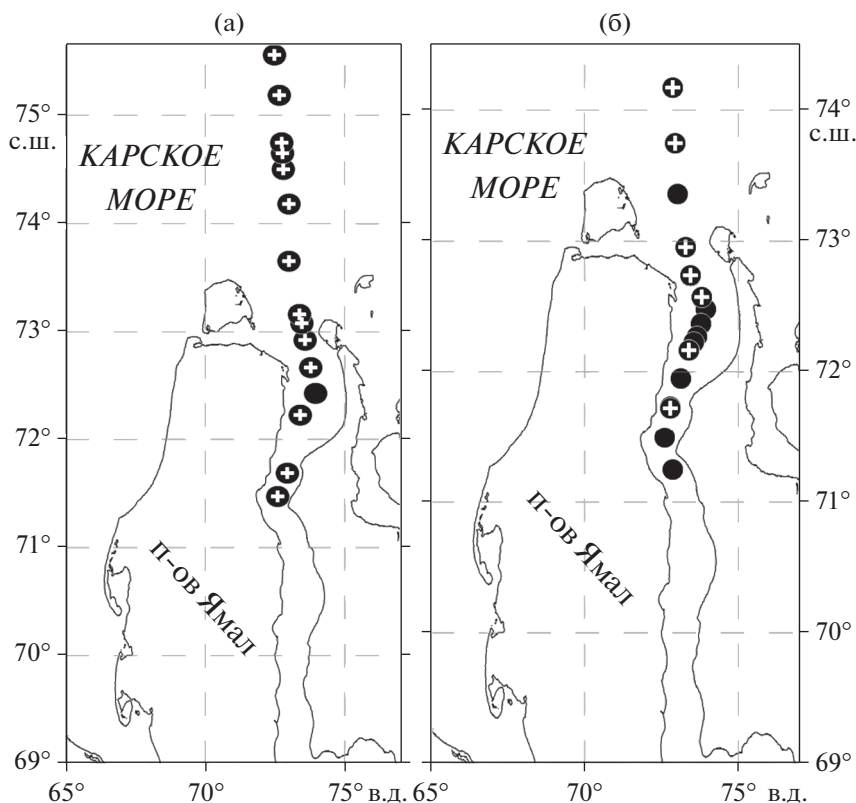 (а)
(б)
75°
с.ш.
74°
73°
72°
71°
70°
69°
КАРСКОЕ
МОРЕ
п-ов Ямал
65°
70°
75° в.д.
КАРСКОЕ
МОРЕ
п-ов Ямал
74°
с.ш.
73°
72°
71°
70°
69°
65°
70°
75° в.д.